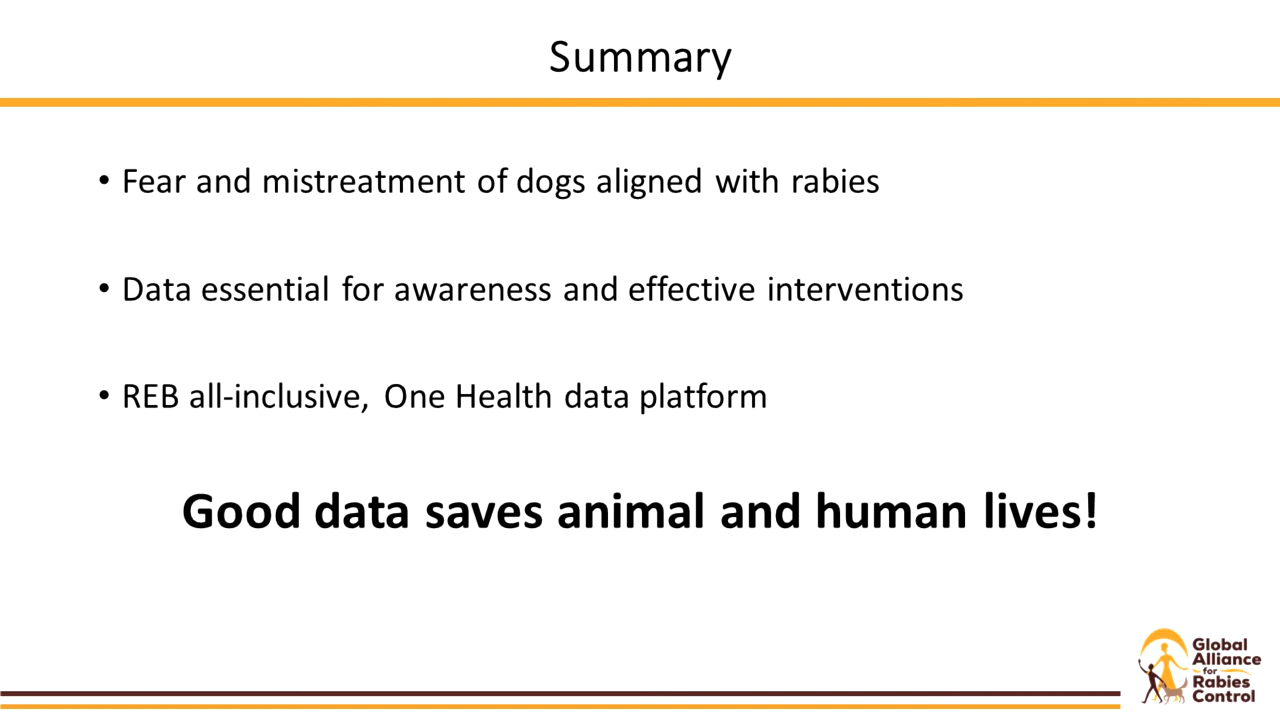 Summary
• Fear and mistreatment of dogs aligned with rabies
• Data essential for awareness and effective interventions
• REB all-inclusive, One Health data platform
Good data saves animal and human lives!
Global
Alliance
for
Rabies
Control